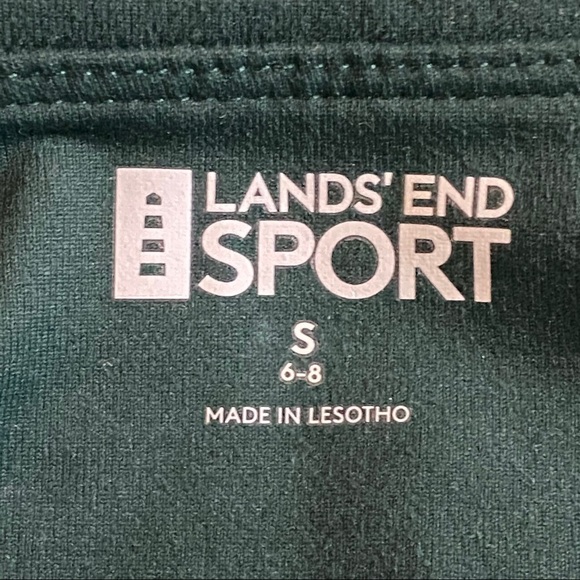 LANDS' END
SPORT
S
6-8
MADE IN LESOTHO